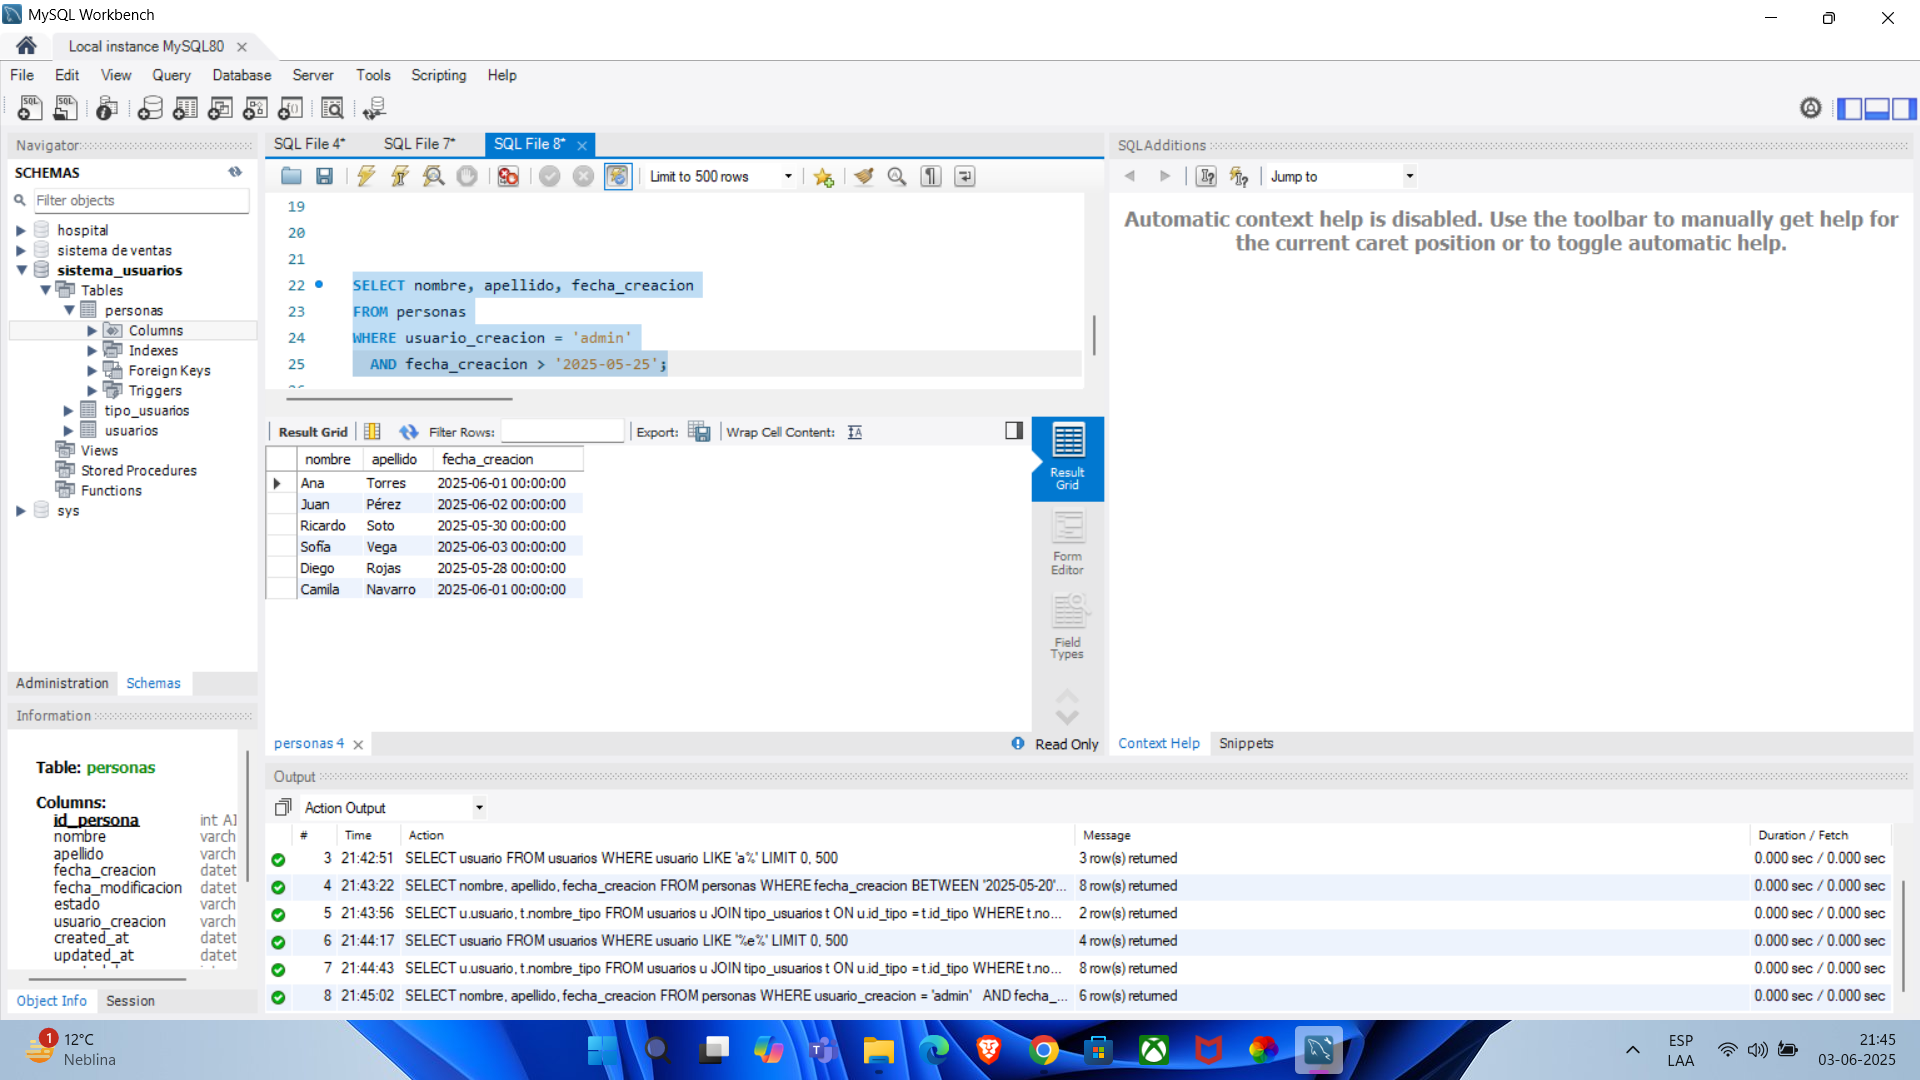 MySQL Workbench
Local instance MySQL80
File Edit View Query Database Server Tools Scripting Help
Navigator
SCHEMAS
Filter objects
hospital
sistema de ventas
sistema_usuarios
Tables
personas
Columns
Indexes
Foreign Keys
Triggers
tipo_usuarios
usuarios
Views
Stored Procedures
Functions
sys
Administration Schemas
Information
Table: personas
Columns:
id_persona int AI
nombre varch
apellido varch
fecha_creacion datet
fecha_modificacion datet
estado varch
usuario_creacion varch
created_at datet
updated_at datet
Object Info Session
SQL File 4* SQL File 7* SQL File 8*
Limit to 500 rows
19
20
21
22 SELECT nombre, apellido, fecha_creacion
23 FROM personas
24 WHERE usuario_creacion = 'admin'
25 AND fecha_creacion > '2025-05-25';
Result Grid Filter Rows: Export: Wrap Cell Content:
nombre apellido fecha_creacion
Ana Torres 2025-06-01 00:00:00
Juan Pérez 2025-06-02 00:00:00
Ricardo Soto 2025-05-30 00:00:00
Sofía Vega 2025-06-03 00:00:00
Diego Rojas 2025-05-28 00:00:00
Camila Navarro 2025-06-01 00:00:00
Result
Grid
Form
Editor
Field
Types
personas 4 Read Only
SQLAdditions
Jump to
Automatic context help is disabled. Use the toolbar to manually get help for
the current caret position or to toggle automatic help.
Context Help Snippets
Output
Action Output
# Time Action Message Duration / Fetch
3 21:42:51 SELECT usuario FROM usuarios WHERE usuario LIKE 'a%' LIMIT 0, 500 3 row(s) returned 0.000 sec / 0.000 sec
4 21:43:22 SELECT nombre, apellido, fecha_creacion FROM personas WHERE fecha_creacion BETWEEN '2025-05-20'... 8 row(s) returned 0.000 sec / 0.000 sec
5 21:43:56 SELECT u.usuario, t.nombre_tipo FROM usuarios u JOIN tipo_usuarios t ON u.id_tipo = t.id_tipo WHERE t.no... 2 row(s) returned 0.000 sec / 0.000 sec
6 21:44:17 SELECT usuario FROM usuarios WHERE usuario LIKE '%e%' LIMIT 0, 500 4 row(s) returned 0.000 sec / 0.000 sec
7 21:44:43 SELECT u.usuario, t.nombre_tipo FROM usuarios u JOIN tipo_usuarios t ON u.id_tipo = t.id_tipo WHERE t.no... 8 row(s) returned 0.000 sec / 0.000 sec
8 21:45:02 SELECT nombre, apellido, fecha_creacion FROM personas WHERE usuario_creacion = 'admin' AND fecha_... 6 row(s) returned 0.000 sec / 0.000 sec
1
12°C
Neblina
ESP
LAA
21:45
03-06-2025